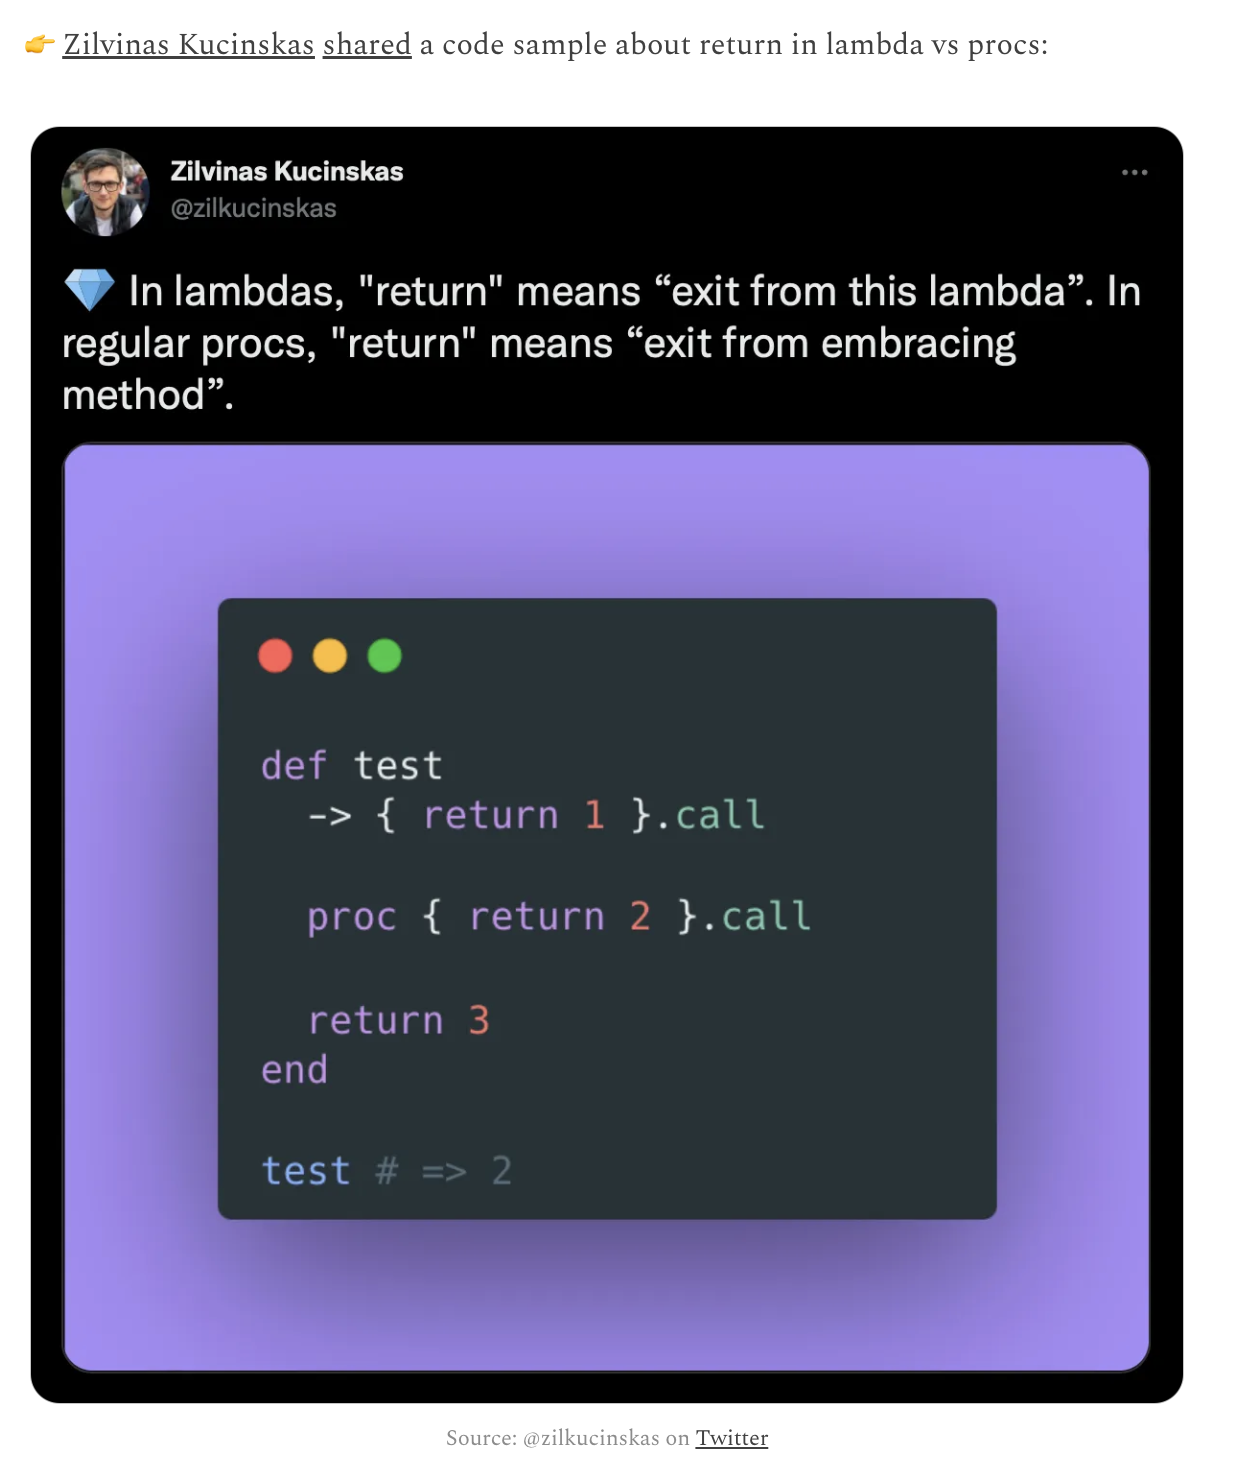 👉 Zilvinas Kucinskas shared a code sample about return in lambda vs procs:
Zilvinas Kucinskas
@zilkucinskas
💎 In lambdas, "return" means “exit from this lambda”. In
regular procs, "return" means “exit from embracing
method”.
def test
  -> { return 1 }.call
  proc { return 2 }.call
  return 3
end
test # => 2
Source: @zilkucinskas on Twitter